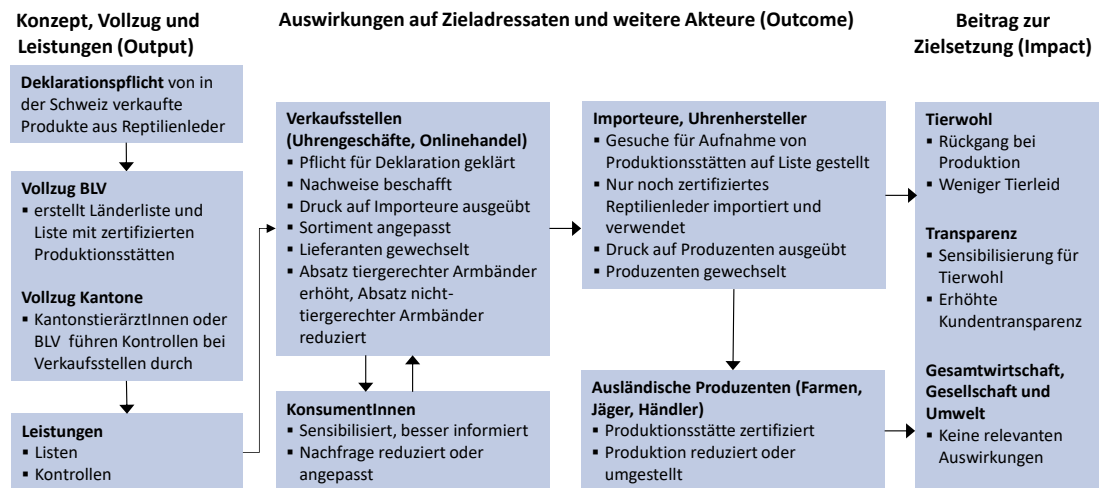 Konzept, Vollzug und
Leistungen (Output)
Auswirkungen auf Zieladressaten und weitere Akteure (Outcome)
Beitrag zur
Zielsetzung (Impact)
Deklarationspflicht von in
der Schweiz verkaufte
Produkte aus Reptilienleder
Vollzug BLV
▪ erstellt Länderliste und
Liste mit zertifizierten
Produktionsstätten
Vollzug Kantone
▪ KantonstierärztInnen oder
BLV führen Kontrollen bei
Verkaufsstellen durch
Leistungen
▪ Listen
▪ Kontrollen
Verkaufsstellen
(Uhrengeschäfte, Onlinehandel)
▪ Pflicht für Deklaration geklärt
▪ Nachweise beschafft
▪ Druck auf Importeure ausgeübt
▪ Sortiment angepasst
▪ Lieferanten gewechselt
▪ Absatz tiergerechter Armbänder
erhöht, Absatz nicht-
tiergerechter Armbänder
reduziert
KonsumentInnen
▪ Sensibilisiert, besser informiert
▪ Nachfrage reduziert oder
angepasst
Importeure, Uhrenhersteller
▪ Gesuche für Aufnahme von
Produktionsstätten auf Liste gestellt
▪ Nur noch zertifiziertes
Reptilienleder importiert und
verwendet
▪ Druck auf Produzenten ausgeübt
▪ Produzenten gewechselt
Ausländische Produzenten (Farmen,
Jäger, Händler)
▪ Produktionsstätte zertifiziert
▪ Produktion reduziert oder
umgestellt
Tierwohl
▪ Rückgang bei
Produktion
▪ Weniger Tierleid
Transparenz
▪ Sensibilisierung für
Tierwohl
▪ Erhöhte
Kundentransparenz
Gesamtwirtschaft,
Gesellschaft und
Umwelt
▪ Keine relevanten
Auswirkungen